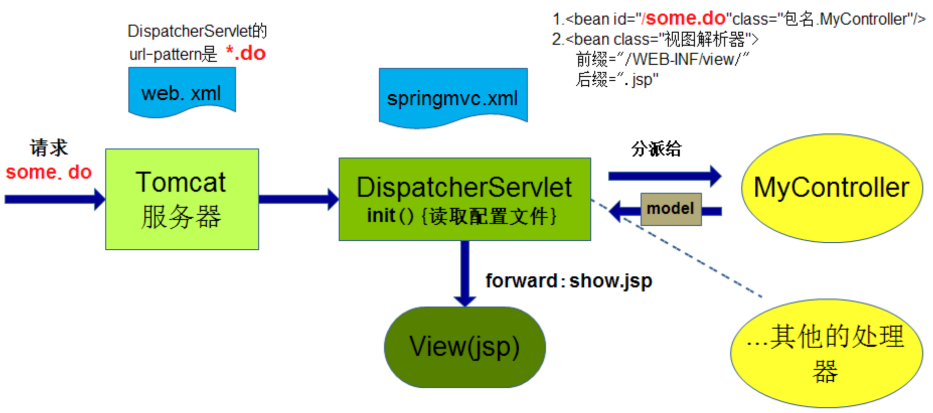 DispatcherServlet的
url-pattern是 *.do
web. xml
springmvc.xml
1.<bean id="/some.do"class="包名.MyController"/>
2.<bean class="视图解析器">
前缀="/WEB-INF/view/"
后缀=".jsp"
请求
some. do
Tomcat
服务器
DispatcherServlet
init(){读取配置文件}
分派给
model
MyController
forward:show.jsp
View(jsp)
...其他的处理
器